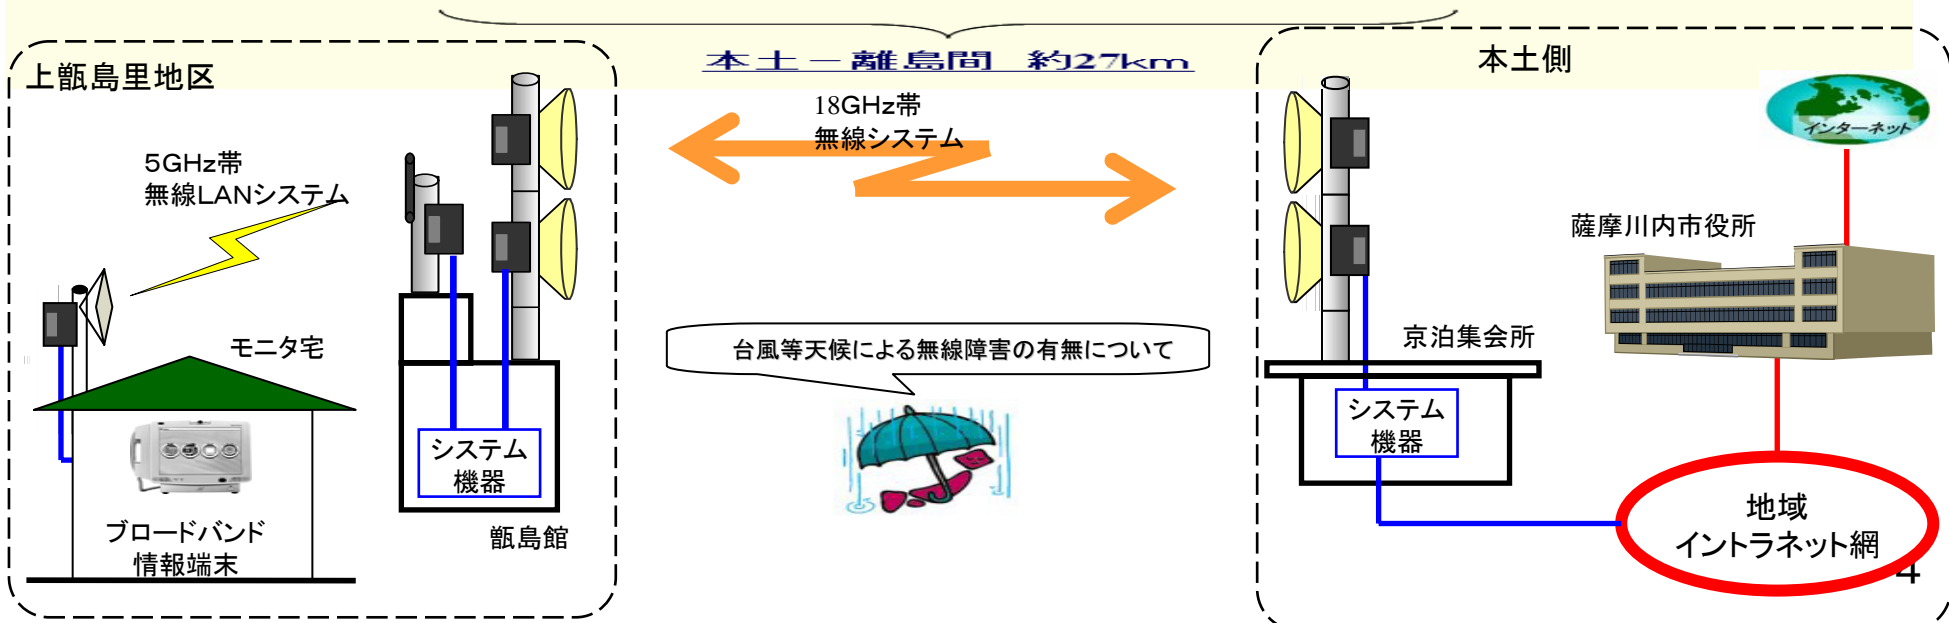 本土－離島間　約27km
上甑島里地区
本土側
18GHz帯
無線システム
インターネット
5GHz帯
無線LANシステム
薩摩川内市役所
モニタ宅
台風等天候による無線障害の有無について
京泊集会所
システム
機器
システム
機器
ブロードバンド
情報端末
甑島館
地域
イントラネット網
4